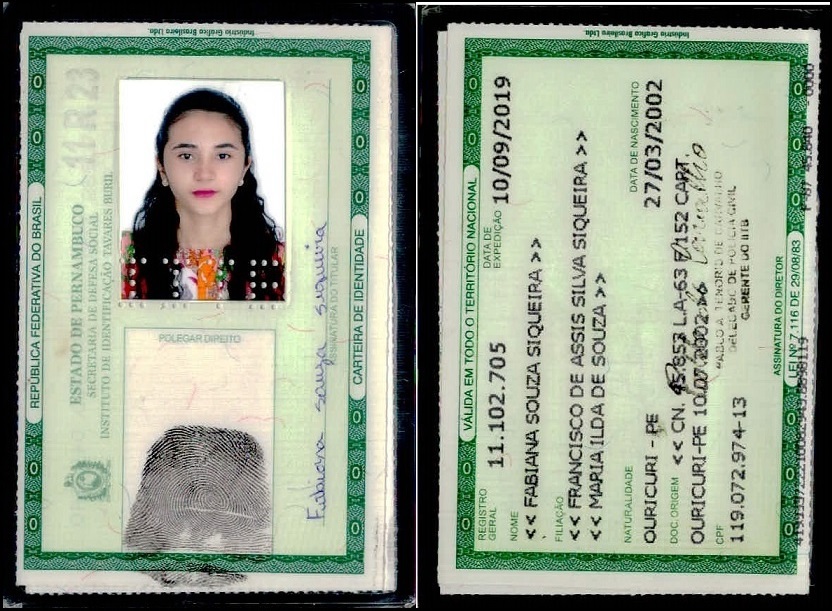 Indústria Gráfica Brasileira Ltda.
REPÚBLICA FEDERATIVA DO BRASIL
11 R 23
ESTADO DE PERNAMBUCO
SECRETARIA DE DEFESA SOCIAL
INSTITUTO DE IDENTIFICAÇÃO TAVARES BURIL
POLEGAR DIREITO
Fabiana Souza Siqueira
ASSINATURA DO TITULAR
CARTEIRA DE IDENTIDADE
Indústria Gráfica Brasileira Ltda.
VÁLIDA EM TODO O TERRITÓRIO NACIONAL
REGISTRO GERAL 11.102.705 DATA DE EXPEDIÇÃO 10/09/2019
NOME
<< FABIANA SOUZA SIQUEIRA >>
FILIAÇÃO
<< FRANCISCO DE ASSIS SILVA SIQUEIRA >>
<< MARIA ILDA DE SOUZA >>
NATURALIDADE DATA DE NASCIMENTO
OURICURI - PE 27/03/2002
DOC. ORIGEM << CN. 45.853 LA-63 F/152 CART.
OURICURI-PE 10.07.2002
CPF
119.072.974-13
PABLO A. TENÓRIO DE CARVALHO
DELEGADO DE POLÍCIA CIVIL
GERENTE DO IITB
ASSINATURA DO DIRETOR
LEI Nº 7.116 DE 29/08/83